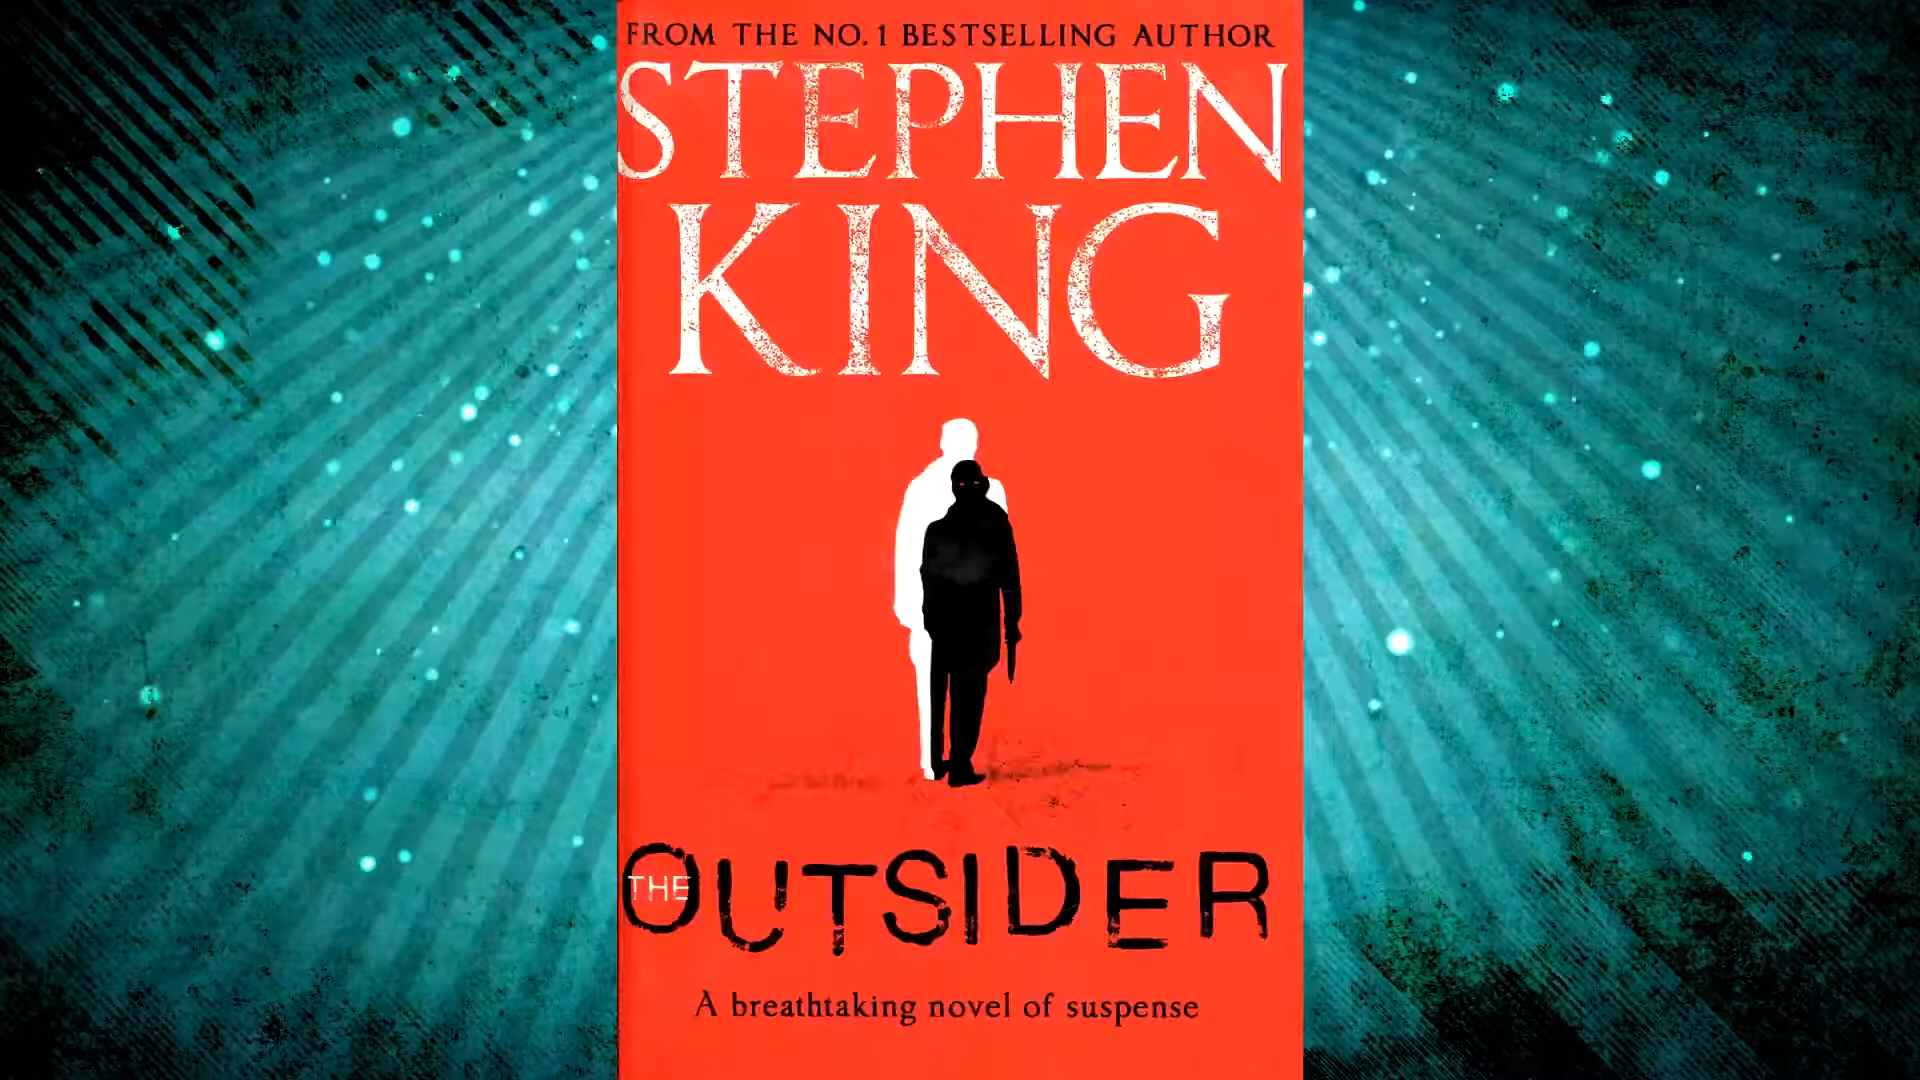 FROM THE NO. 1 BESTSELLING AUTHOR
STEPHEN
KING
THE OUTSIDER
A breathtaking novel of suspense